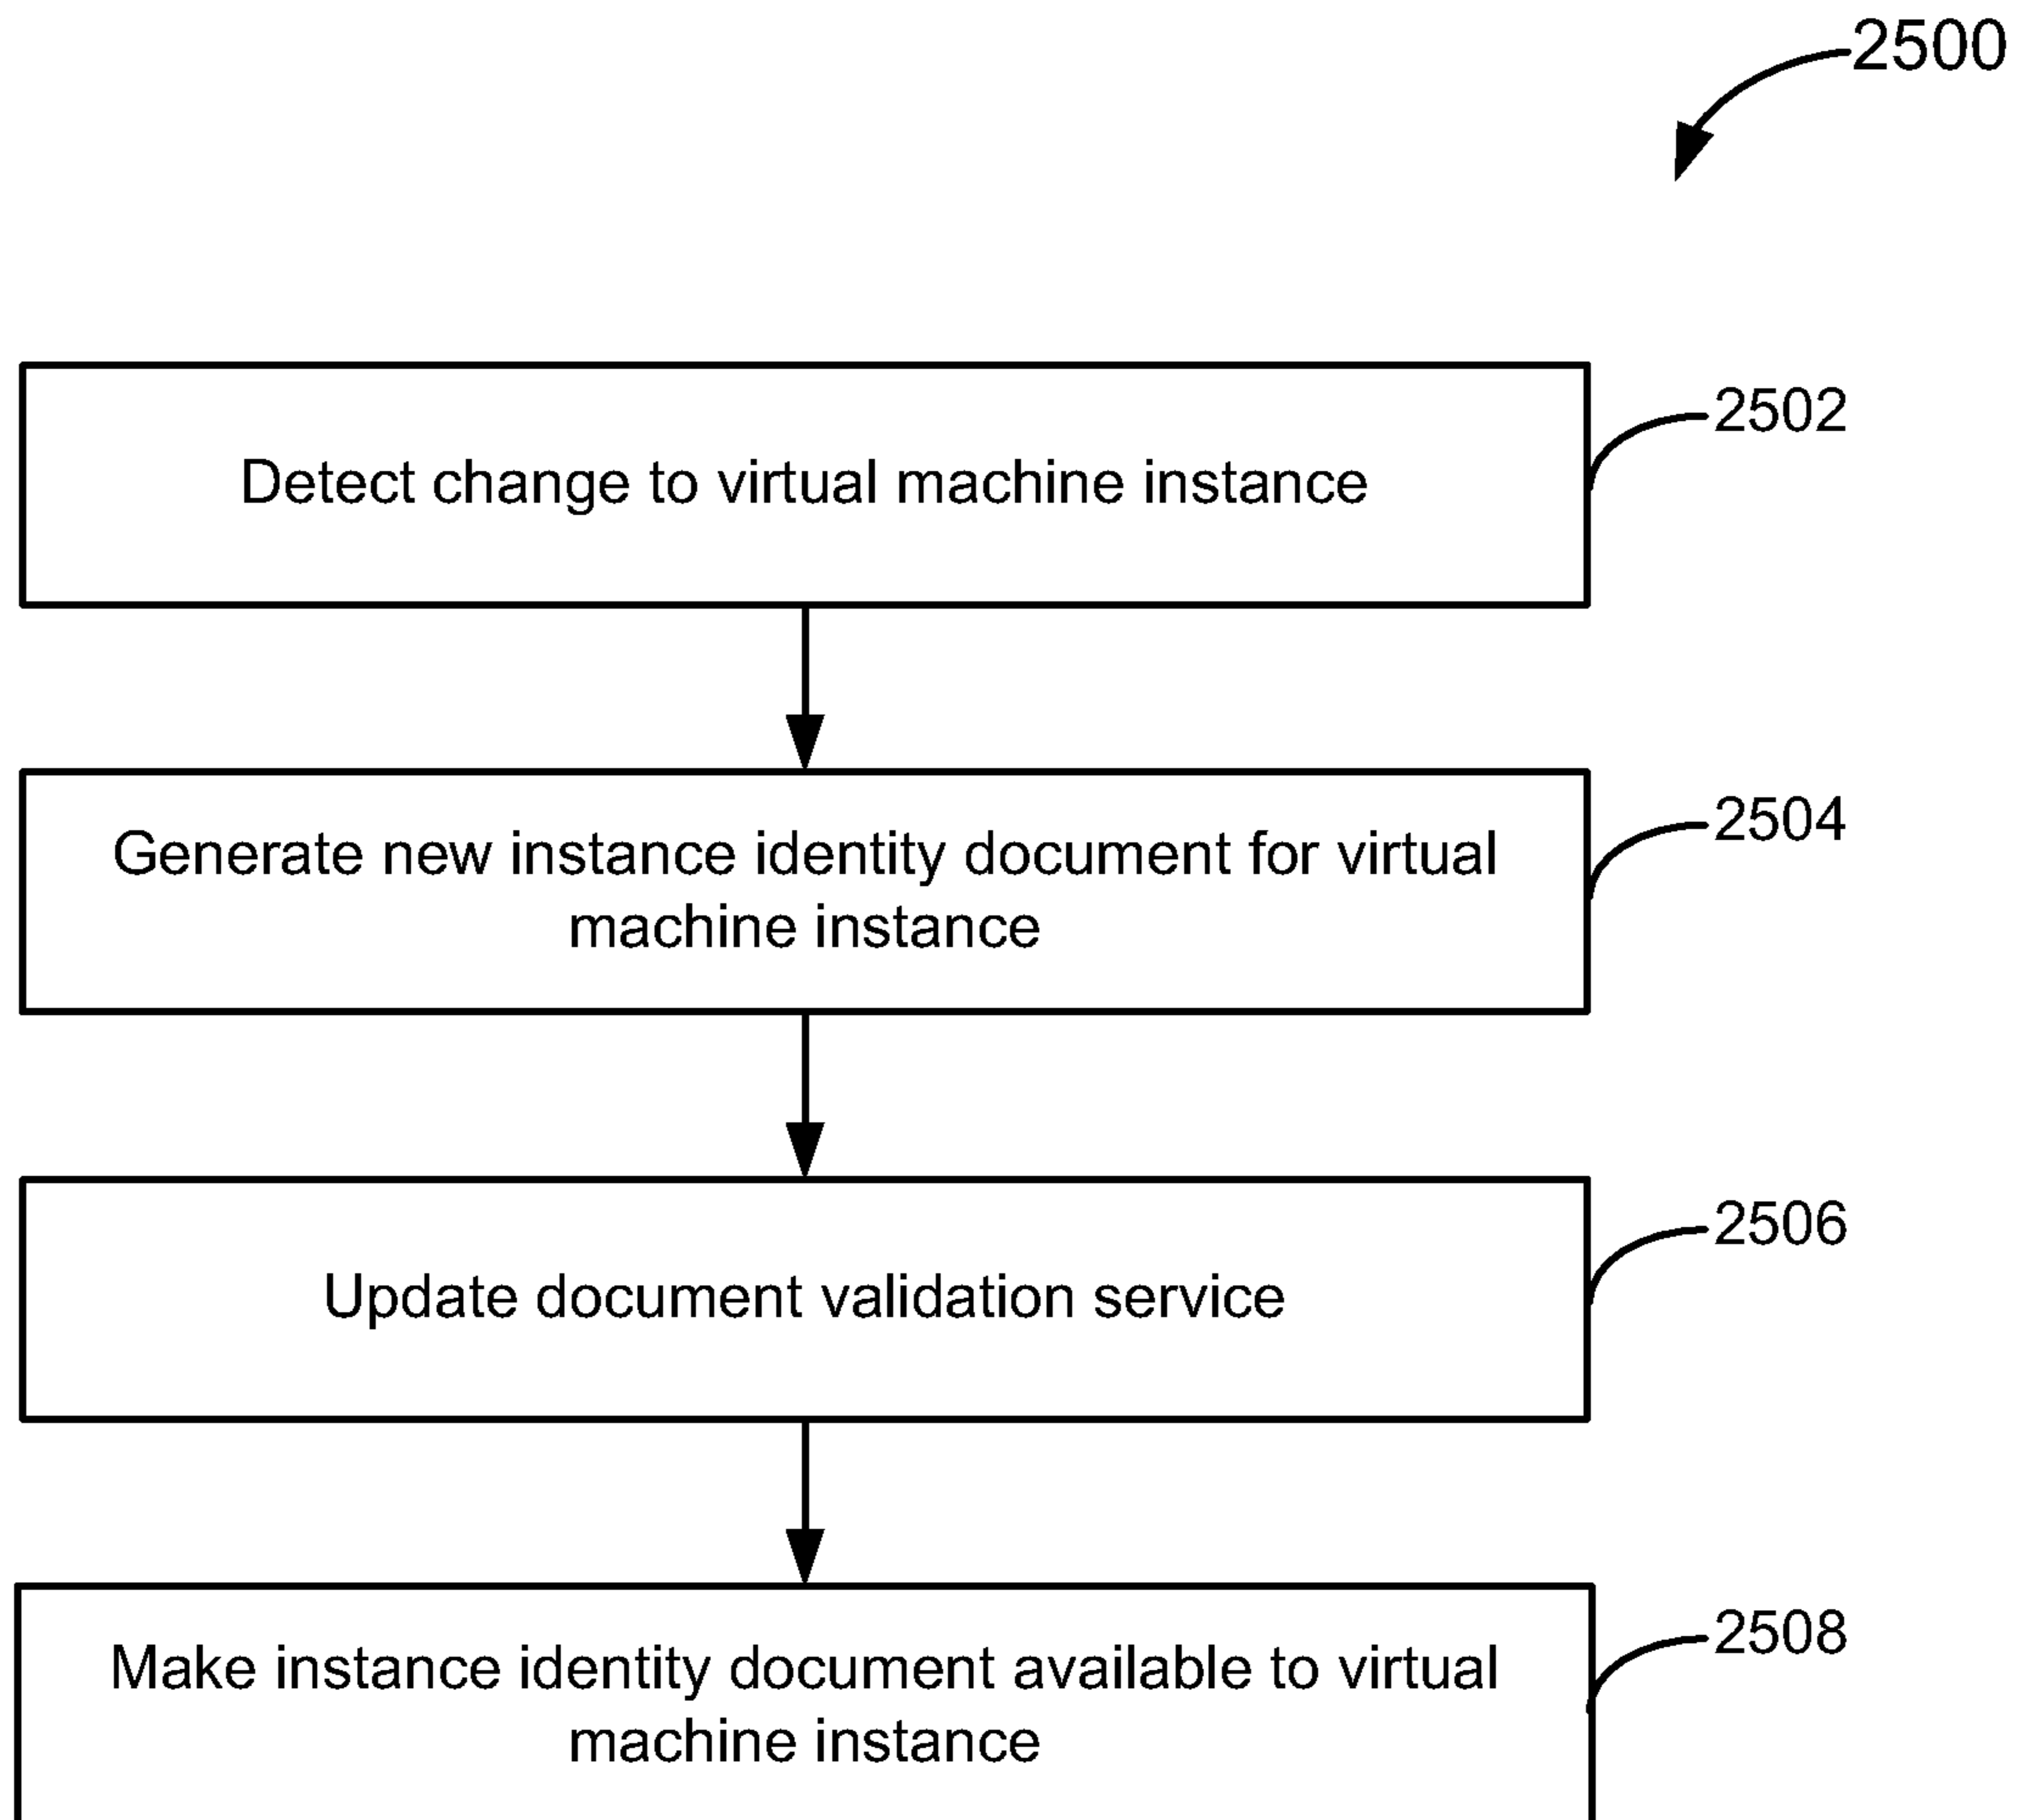 2500
Detect change to virtual machine instance
2502
Generate new instance identity document for virtual
machine instance
2504
Update document validation service
2506
Make instance identity document available to virtual
machine instance
2508